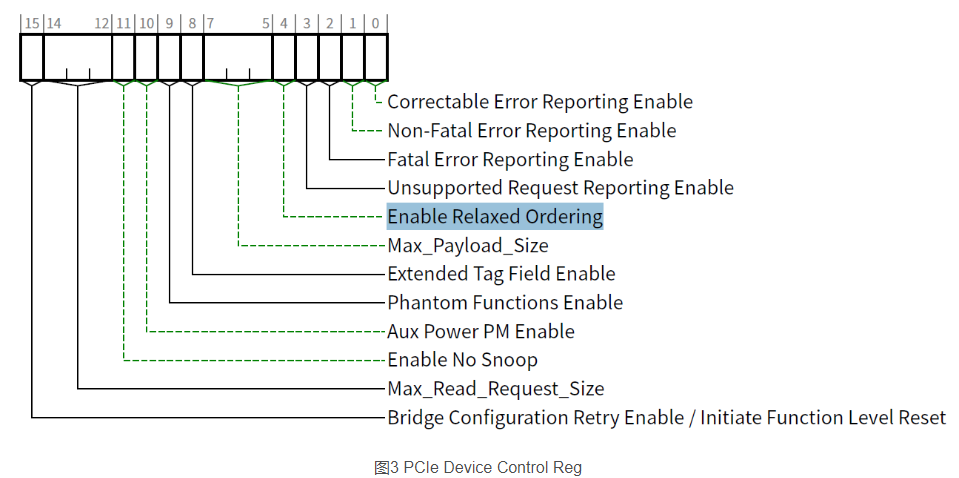 15 14 12 11 10 9 8 7 5 4 3 2 1 0
Correctable Error Reporting Enable
Non-Fatal Error Reporting Enable
Fatal Error Reporting Enable
Unsupported Request Reporting Enable
Enable Relaxed Ordering
Max_Payload_Size
Extended Tag Field Enable
Phantom Functions Enable
Aux Power PM Enable
Enable No Snoop
Max_Read_Request_Size
Bridge Configuration Retry Enable / Initiate Function Level Reset
图3 PCIe Device Control Reg